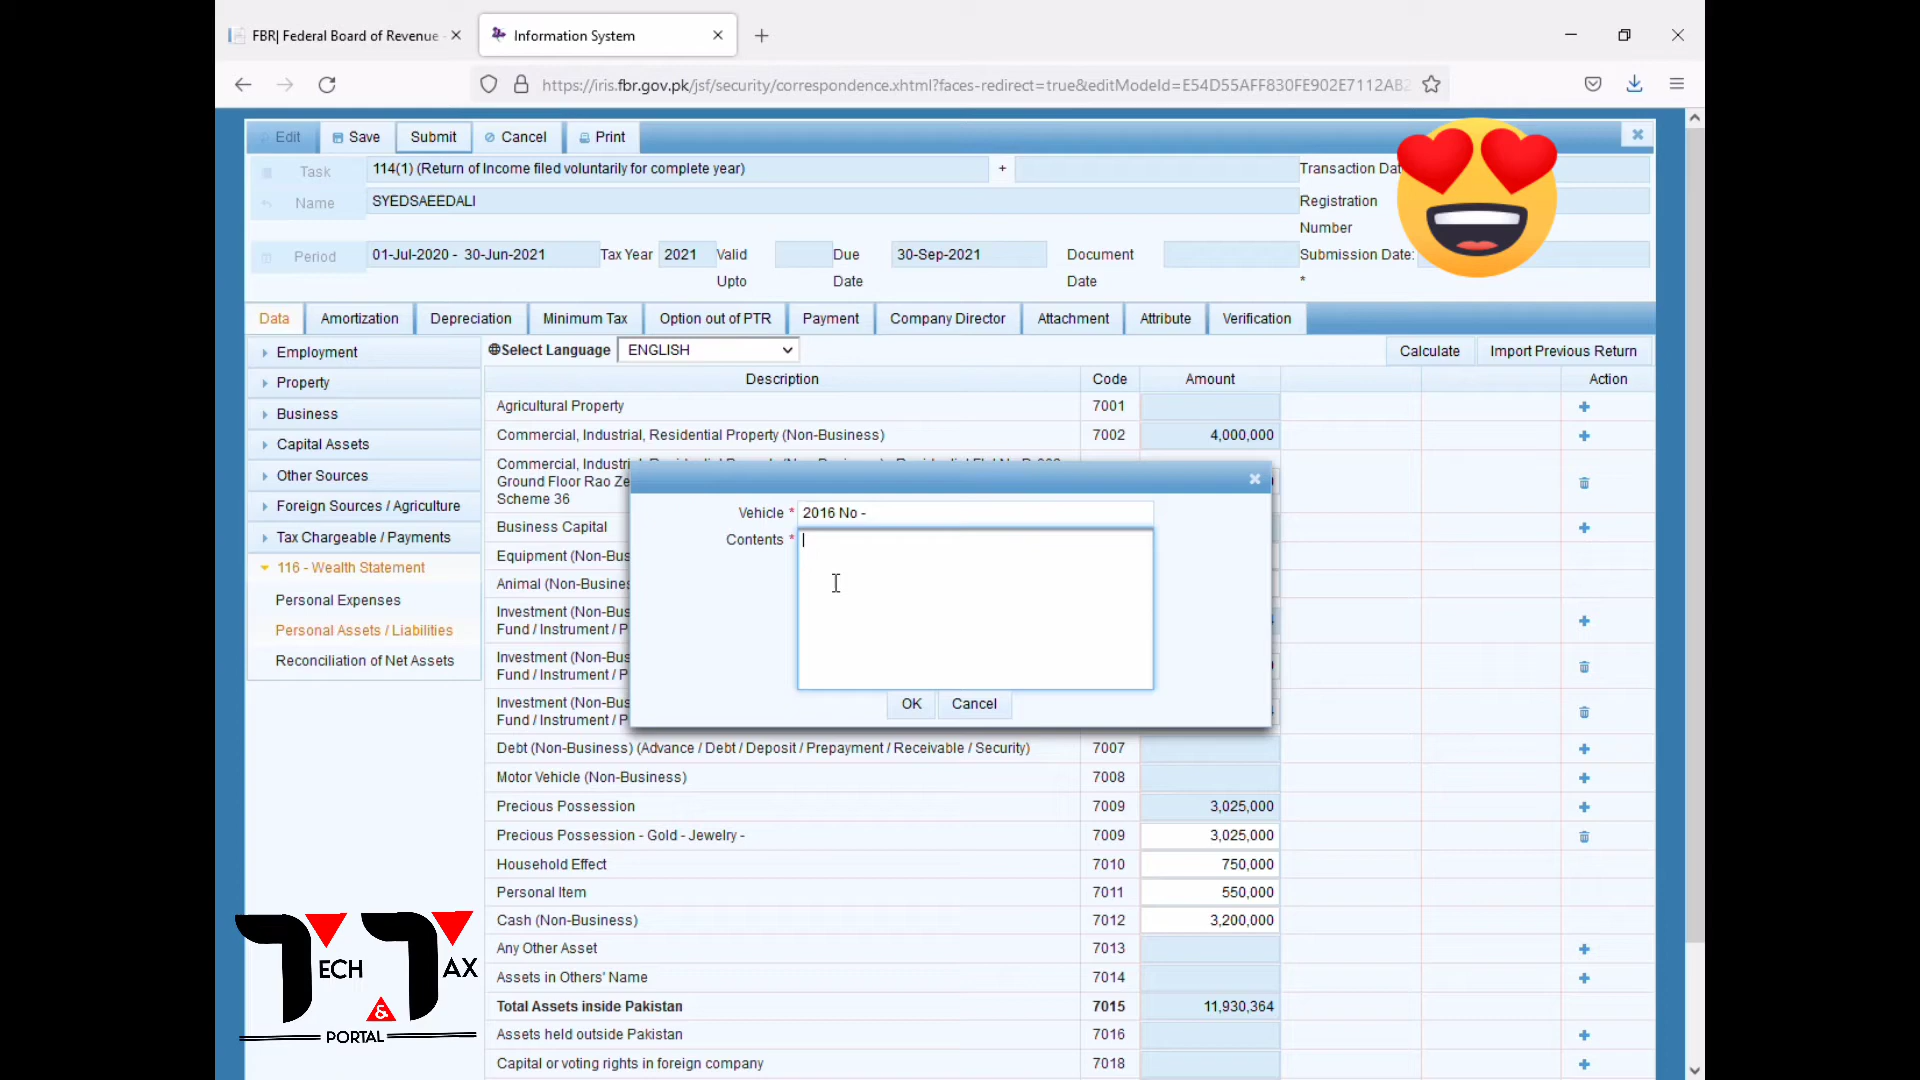 FBR| Federal Board of Revenue -
Information System
https://iris.fbr.gov.pk/jsf/security/correspondence.xhtml?faces-redirect=true&editModeId=E54D55AFF830FE902E7112AB2
Edit Save Submit Cancel Print
Task 114(1) (Return of Income filed voluntarily for complete year) + Transaction Dat
Name SYEDSAEEDALI Registration Number
Period 01-Jul-2020 - 30-Jun-2021 Tax Year 2021 Valid Upto Due Date 30-Sep-2021 Document Date Submission Date: *
Data Amortization Depreciation Minimum Tax Option out of PTR Payment Company Director Attachment Attribute Verification
Employment
Property
Business
Capital Assets
Other Sources
Foreign Sources / Agriculture
Tax Chargeable / Payments
116 - Wealth Statement
Personal Expenses
Personal Assets / Liabilities
Reconciliation of Net Assets
Select Language ENGLISH Calculate Import Previous Return
Description Code Amount Action
Agricultural Property 7001
Commercial, Industrial, Residential Property (Non-Business) 7002 4,000,000
Commercial, Industri
Ground Floor Rao Ze
Scheme 36
Business Capital
Equipment (Non-Bus
Animal (Non-Busines
Investment (Non-Bus
Fund / Instrument / P
Investment (Non-Bus
Fund / Instrument / P
Investment (Non-Bus
Fund / Instrument / P
Vehicle * 2016 No -
Contents *
OK Cancel
Debt (Non-Business) (Advance / Debt / Deposit / Prepayment / Receivable / Security) 7007
Motor Vehicle (Non-Business) 7008
Precious Possession 7009 3,025,000
Precious Possession - Gold - Jewelry - 7009 3,025,000
Household Effect 7010 750,000
Personal Item 7011 550,000
Cash (Non-Business) 7012 3,200,000
Any Other Asset 7013
Assets in Others' Name 7014
Total Assets inside Pakistan 7015 11,930,364
Assets held outside Pakistan 7016
Capital or voting rights in foreign company 7018
TECH & TAX
PORTAL